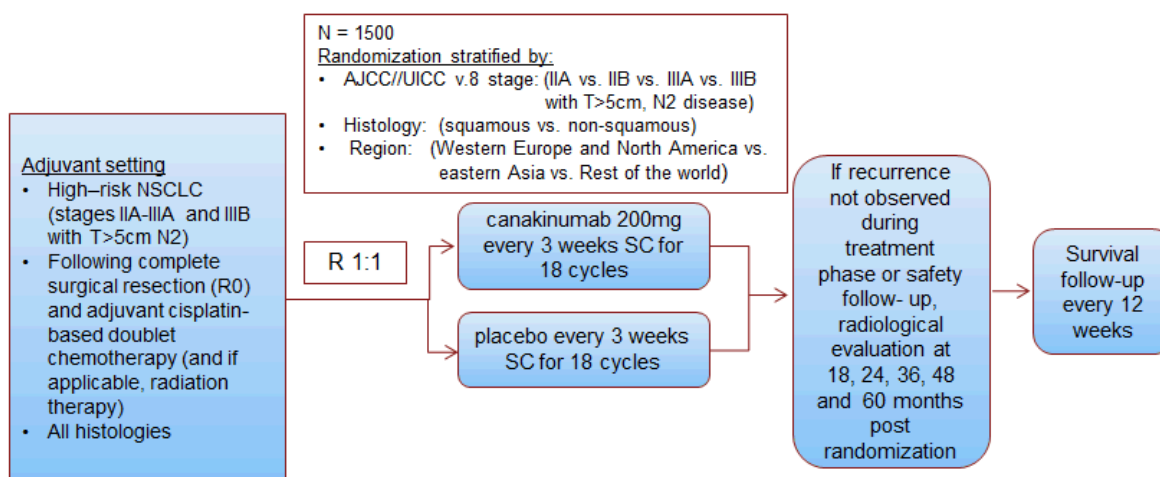 N = 1500
Randomization stratified by:
• AJCC//UICC v.8 stage: (IIA vs. IIB vs. IIIA vs. IIIB
with T>5cm, N2 disease)
• Histology: (squamous vs. non-squamous)
• Region: (Western Europe and North America vs.
eastern Asia vs. Rest of the world)
Adjuvant setting
• High–risk NSCLC
(stages IIA-IIIA and IIIB
with T>5cm N2)
• Following complete
surgical resection (R0)
and adjuvant cisplatin-
based doublet
chemotherapy (and if
applicable, radiation
therapy)
• All histologies
R 1:1
canakinumab 200mg
every 3 weeks SC for
18 cycles
placebo every 3 weeks
SC for 18 cycles
If recurrence
not observed
during
treatment
phase or safety
follow- up,
radiological
evaluation at
18, 24, 36, 48
and 60 months
post
randomization
Survival
follow-up
every 12
weeks